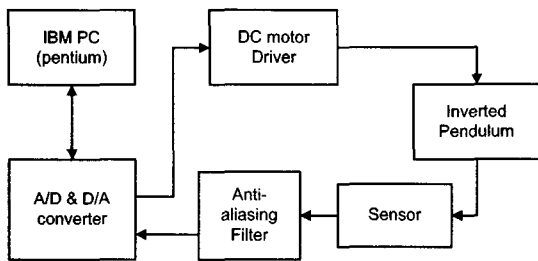 IBM PC
(pentium)
DC motor
Driver
Inverted
Pendulum
A/D & D/A
converter
Anti-
aliasing
Filter
Sensor